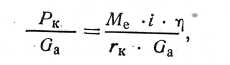 Pк / Gа = Mе · i · η / rк · Gа,